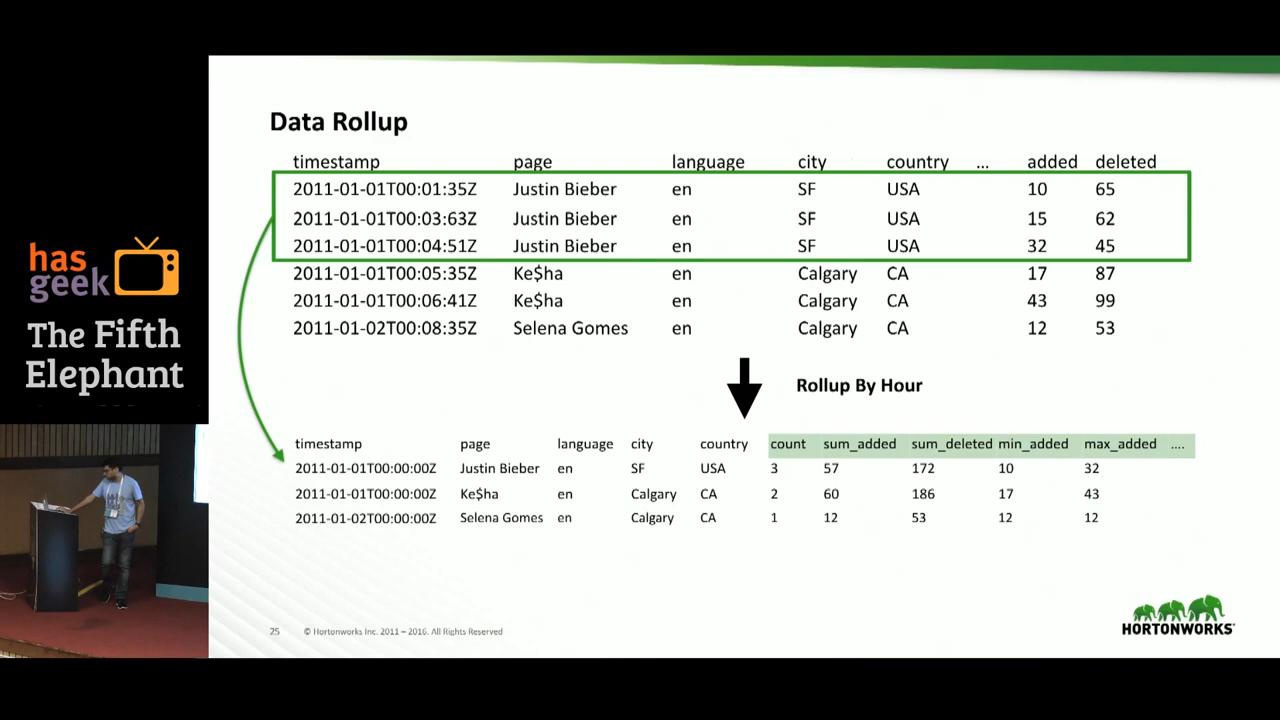 Data Rollup
timestamp page language city country ... added deleted
2011-01-01T00:01:35Z Justin Bieber en SF USA 10 65
2011-01-01T00:03:63Z Justin Bieber en SF USA 15 62
2011-01-01T00:04:51Z Justin Bieber en SF USA 32 45
2011-01-01T00:05:35Z Ke$ha en Calgary CA 17 87
2011-01-01T00:06:41Z Ke$ha en Calgary CA 43 99
2011-01-02T00:08:35Z Selena Gomes en Calgary CA 12 53
has
geek
The Fifth
Elephant
Rollup By Hour
timestamp page language city country count sum_added sum_deleted min_added max_added ....
2011-01-01T00:00:00Z Justin Bieber en SF USA 3 57 172 10 32
2011-01-01T00:00:00Z Ke$ha en Calgary CA 2 60 186 17 43
2011-01-02T00:00:00Z Selena Gomes en Calgary CA 1 12 53 12 12
25 © Hortonworks Inc. 2011 – 2016. All Rights Reserved
HORTONWORKS